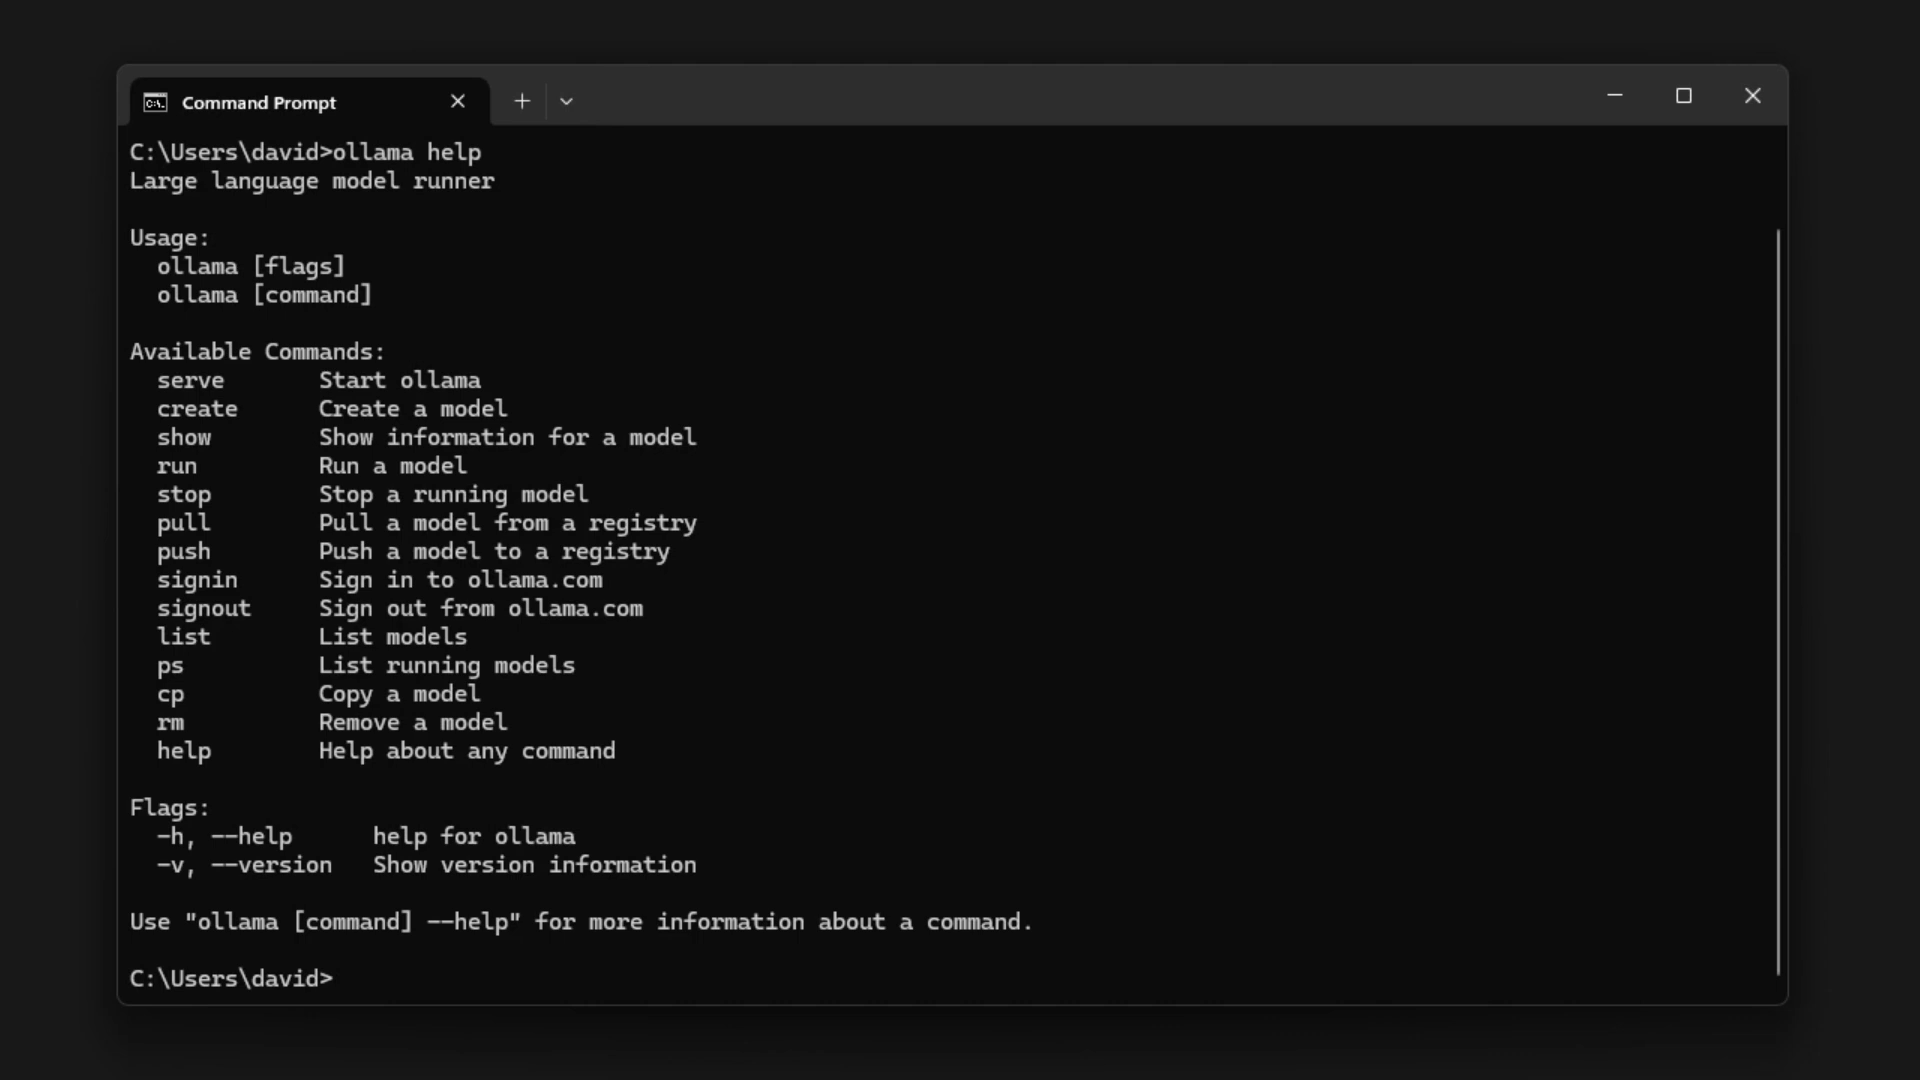 Command Prompt
C:\Users\david>ollama help
Large language model runner

Usage:
  ollama [flags]
  ollama [command]

Available Commands:
  serve       Start ollama
  create      Create a model
  show        Show information for a model
  run         Run a model
  stop        Stop a running model
  pull        Pull a model from a registry
  push        Push a model to a registry
  signin      Sign in to ollama.com
  signout     Sign out from ollama.com
  list        List models
  ps          List running models
  cp          Copy a model
  rm          Remove a model
  help        Help about any command

Flags:
  -h, --help      help for ollama
  -v, --version   Show version information

Use "ollama [command] --help" for more information about a command.

C:\Users\david>